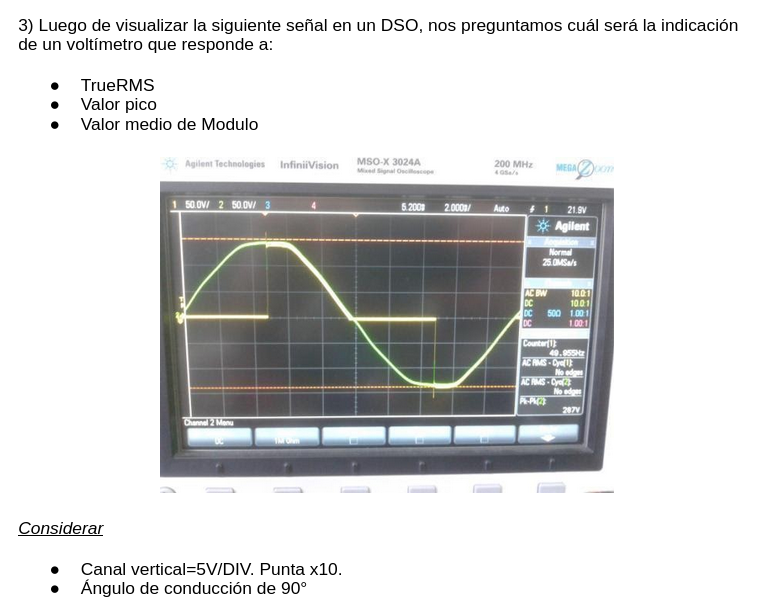 3) Luego de visualizar la siguiente señal en un DSO, nos preguntamos cuál será la indicación
de un voltímetro que responde a:
● TrueRMS
● Valor pico
● Valor medio de Modulo
Agilent Technologies InfiniiVision MSO-X 3024A 200 MHz MEGA Zoom
Mixed Signal Oscilloscope 4 GSa/s
1 50.0V/ 2 50.0V/ 3 4 5.200s 2.000s/ Auto 1 21.9V
Agilent
Acquisition
Normal
25.0MSa/s
AC BW 10.0:1
DC 10.0:1
DC 50Ω 1.00:1
DC 1.00:1
Counter(1):
49.955Hz
AC RMS - Cyc(1):
No edges
AC RMS - Cyc(2):
No edges
Pk-Pk(2):
287V
Channel 2 Menu
DC
Considerar
● Canal vertical=5V/DIV. Punta x10.
● Ángulo de conducción de 90°